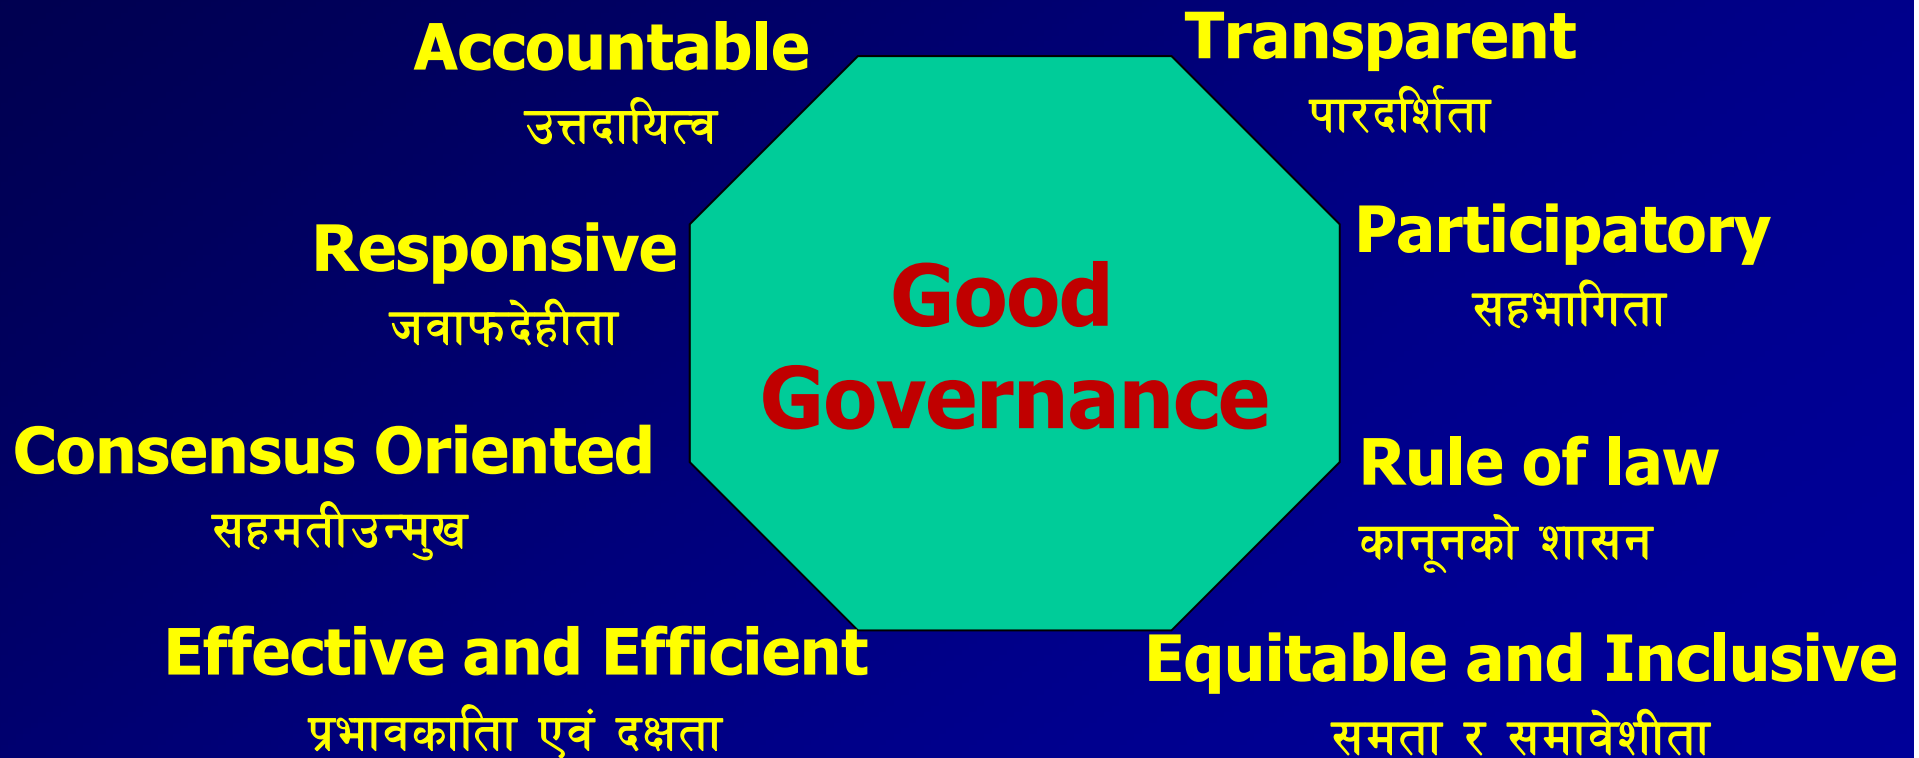 Accountable
उत्तदायित्व
Transparent
पारदर्शिता
Responsive
जवाफदेहीता
Participatory
सहभागिता
Good
Governance
Consensus Oriented
सहमतीउन्मुख
Rule of law
कानूनको शासन
Effective and Efficient
प्रभावकािता एवं दक्षता
Equitable and Inclusive
समता र समावेशीता